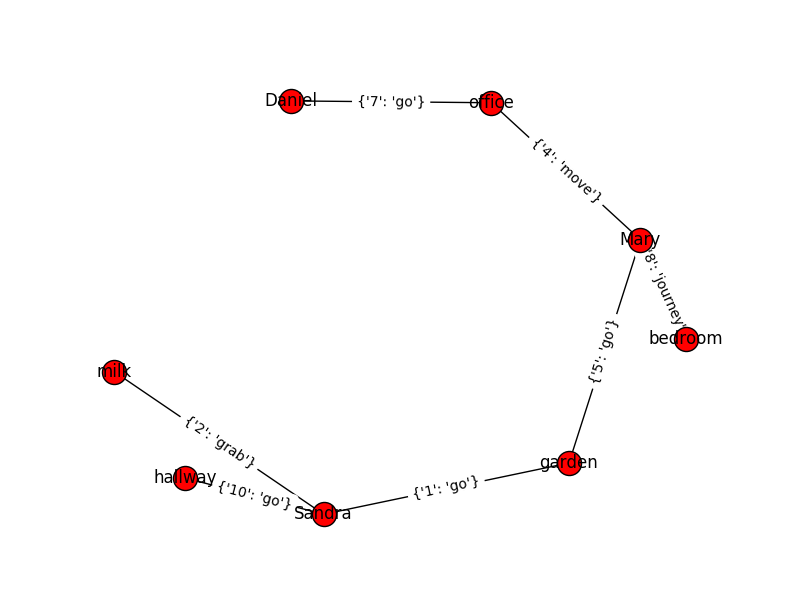 Daniel
{'7': 'go'}
office
{'4': 'move'}
Mary
{'8': 'journey'}
bedroom
{'5': 'go'}
milk
{'2': 'grab'}
garden
hallway
{'10': 'go'}
{'1': 'go'}
Sandra